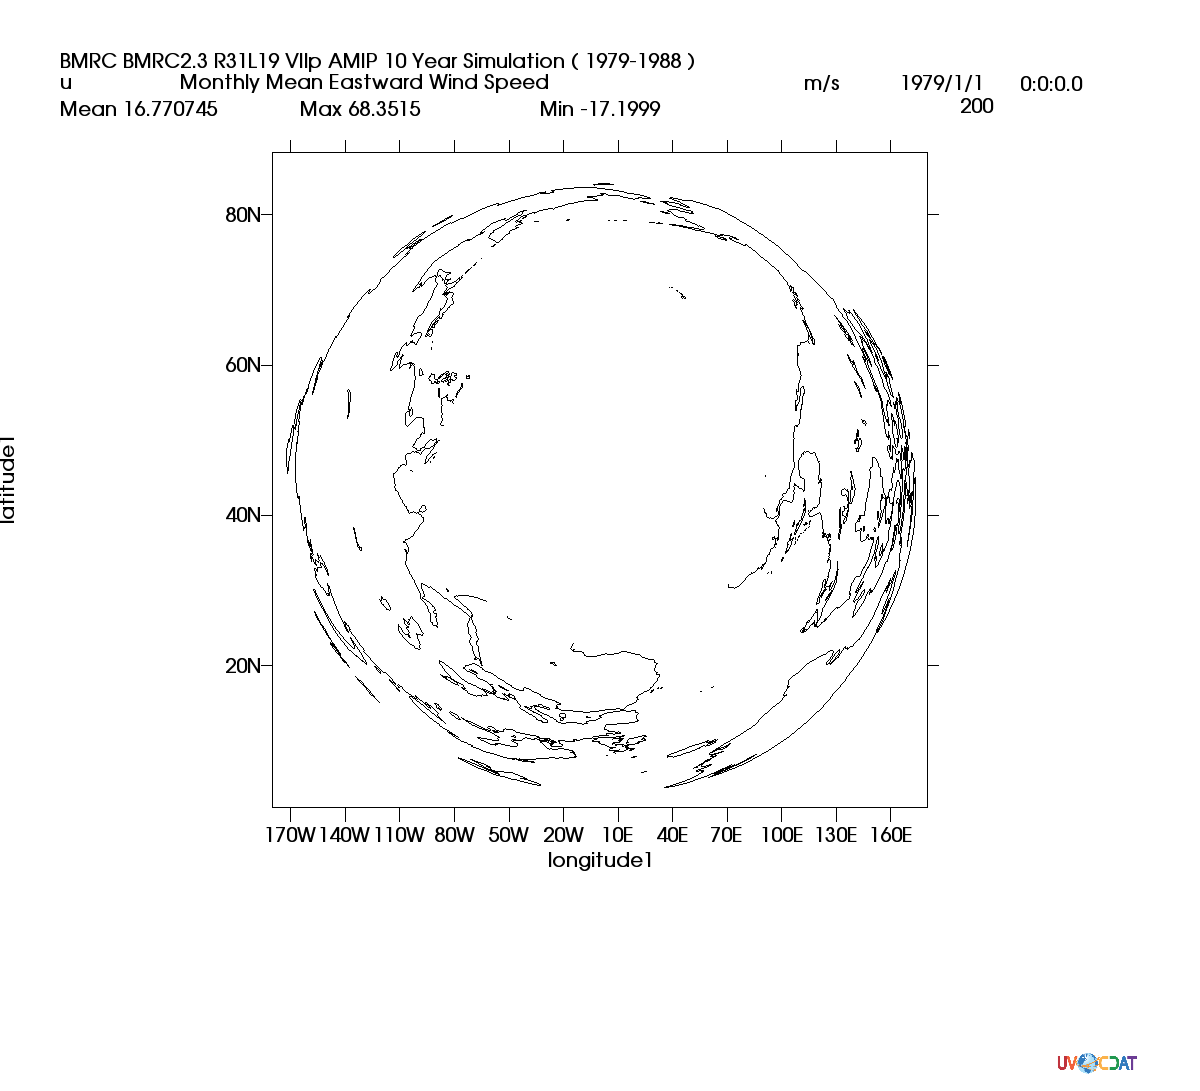 BMRC BMRC2.3 R31L19 VIIp AMIP 10 Year Simulation ( 1979-1988 )
u Monthly Mean Eastward Wind Speed m/s 1979/1/1 0:0:0.0
Mean 16.770745 Max 68.3515 Min -17.1999 200
80N
60N
latitude1
40N
20N
170W 140W 110W 80W 50W 20W 10E 40E 70E 100E 130E 160E
longitude1
UV CDAT